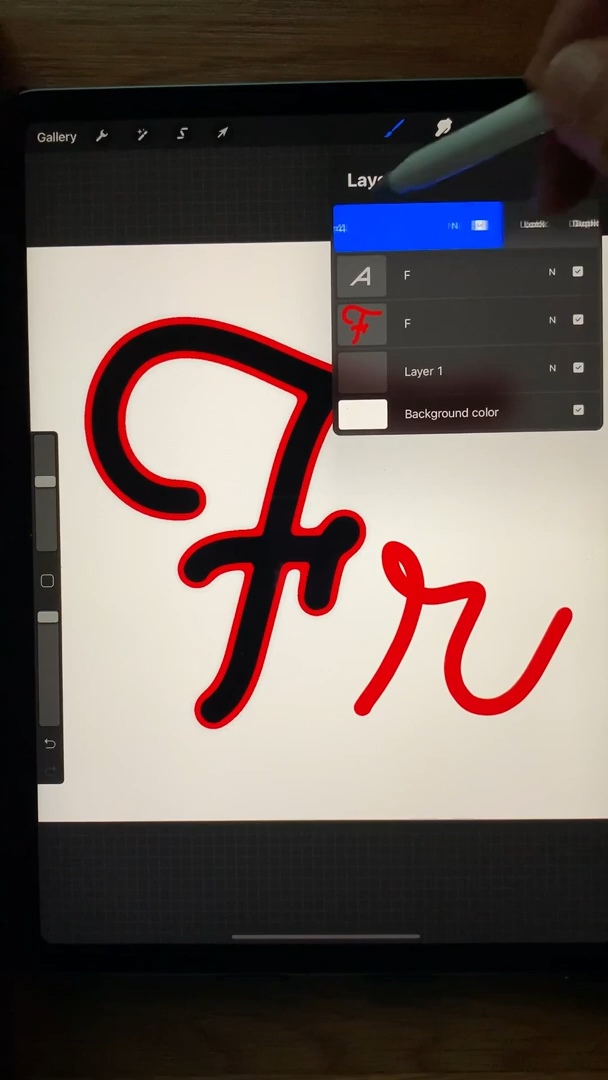 Gallery
Lay
N
A F N
F N
Layer 1 N
Background color
Fr